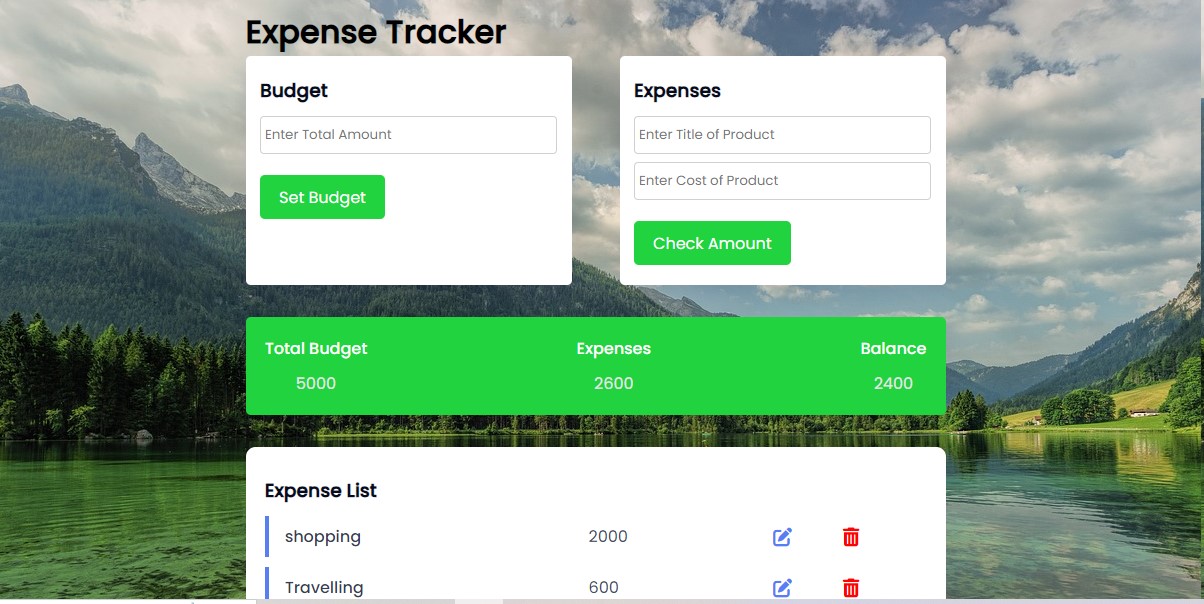 Expense Tracker
Budget
Enter Total Amount
Set Budget
Expenses
Enter Title of Product
Enter Cost of Product
Check Amount
Total Budget Expenses Balance
5000 2600 2400
Expense List
shopping 2000
Travelling 600